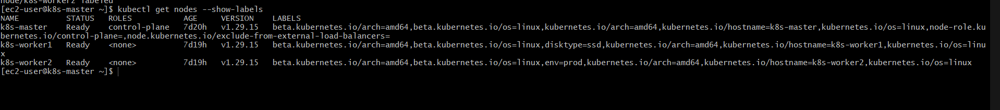 node/k8s-worker2 labeled
[ec2-user@k8s-master ~]$ kubectl get nodes --show-labels
NAME STATUS ROLES AGE VERSION LABELS
k8s-master Ready control-plane 7d20h v1.29.15 beta.kubernetes.io/arch=amd64,beta.kubernetes.io/os=linux,kubernetes.io/arch=amd64,kubernetes.io/hostname=k8s-master,kubernetes.io/os=linux,node-role.ku
bernetes.io/control-plane=,node.kubernetes.io/exclude-from-external-load-balancers=
k8s-worker1 Ready <none> 7d19h v1.29.15 beta.kubernetes.io/arch=amd64,beta.kubernetes.io/os=linux,disktype=ssd,kubernetes.io/arch=amd64,kubernetes.io/hostname=k8s-worker1,kubernetes.io/os=linu
x
k8s-worker2 Ready <none> 7d19h v1.29.15 beta.kubernetes.io/arch=amd64,beta.kubernetes.io/os=linux,env=prod,kubernetes.io/arch=amd64,kubernetes.io/hostname=k8s-worker2,kubernetes.io/os=linux
[ec2-user@k8s-master ~]$